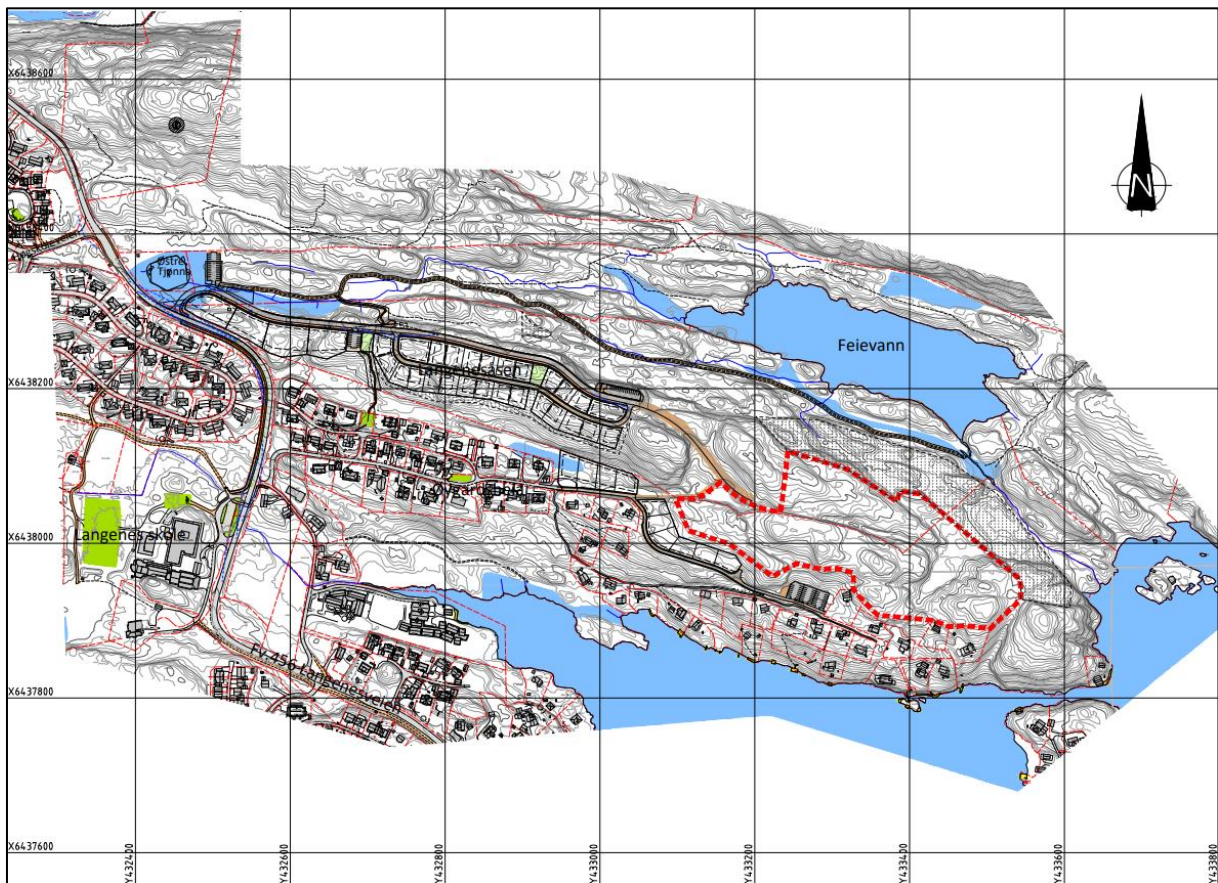 X6438600
N
Østre
Tjønna
Feievann
X6438200
Langenesåsen
X6438000
Langenes skole
Fv.456 Langenesveien
X6437800
X6437600
Y432400
Y432600
Y432800
Y433000
Y433200
Y433400
Y433600
Y433800